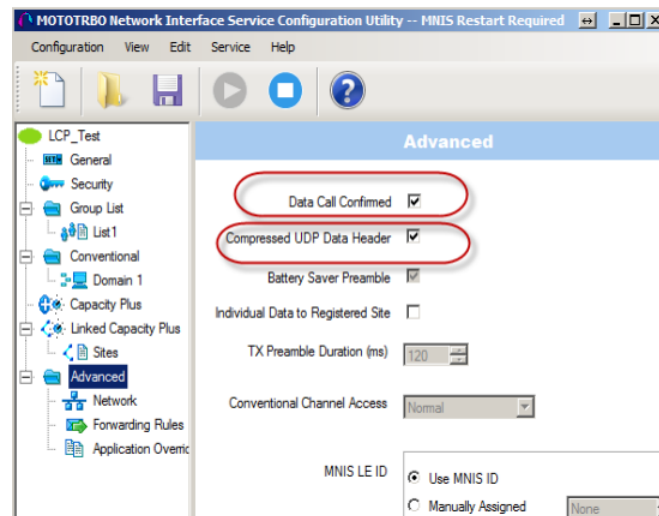 MOTOTRBO Network Interface Service Configuration Utility -- MNIS Restart Required
Configuration View Edit Service Help
LCP_Test
General
Security
Group List
List1
Conventional
Domain 1
Capacity Plus
Linked Capacity Plus
Sites
Advanced
Network
Forwarding Rules
Application Overric
Advanced
Data Call Confirmed
Compressed UDP Data Header
Battery Saver Preamble
Individual Data to Registered Site
TX Preamble Duration (ms) 120
Conventional Channel Access Normal
MNIS LE ID Use MNIS ID
Manually Assigned None